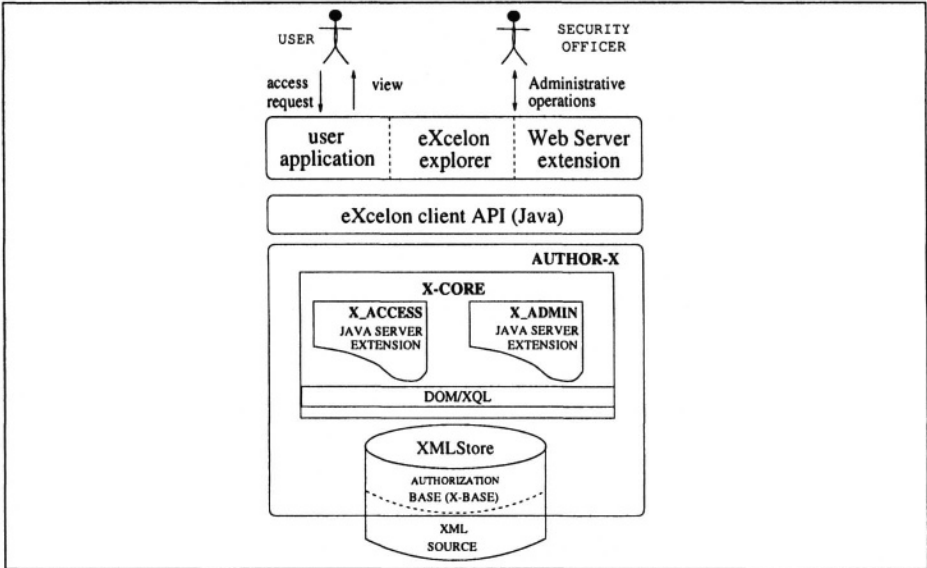 USER
SECURITY
OFFICER
access
request
view
Administrative
operations
user
application
eXcelon
explorer
Web Server
extension
eXcelon client API (Java)
AUTHOR-X
X-CORE
X_ACCESS
JAVA SERVER
EXTENSION
X_ADMIN
JAVA SERVER
EXTENSION
DOM/XQL
XMLStore
AUTHORIZATION
BASE (X-BASE)
XML
SOURCE